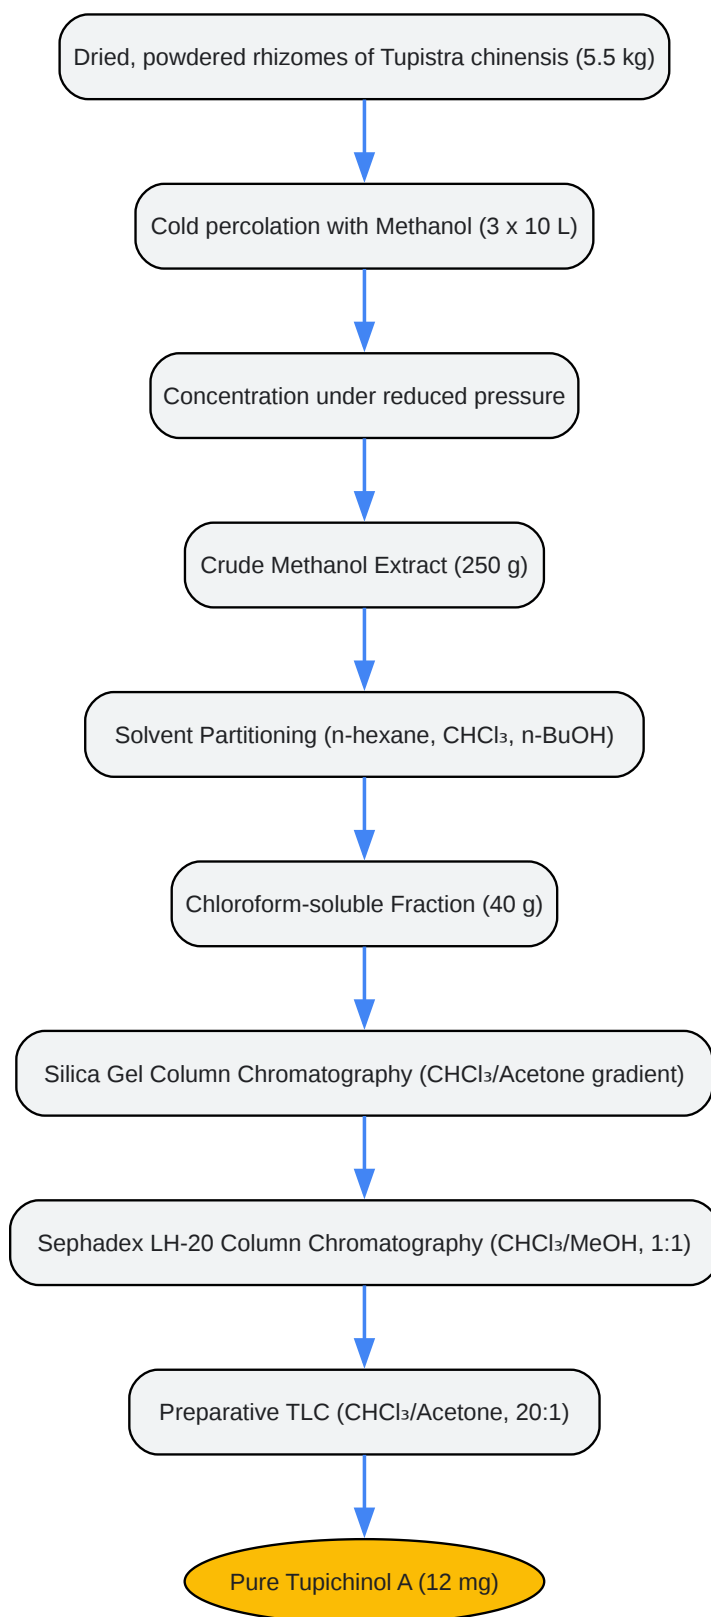 Dried, powdered rhizomes of Tupistra chinensis (5.5 kg)
Cold percolation with Methanol (3 x 10 L)
Concentration under reduced pressure
Crude Methanol Extract (250 g)
Solvent Partitioning (n-hexane, CHCl₃, n-BuOH)
Chloroform-soluble Fraction (40 g)
Silica Gel Column Chromatography (CHCl₃/Acetone gradient)
Sephadex LH-20 Column Chromatography (CHCl₃/MeOH, 1:1)
Preparative TLC (CHCl₃/Acetone, 20:1)
Pure Tupichinol A (12 mg)